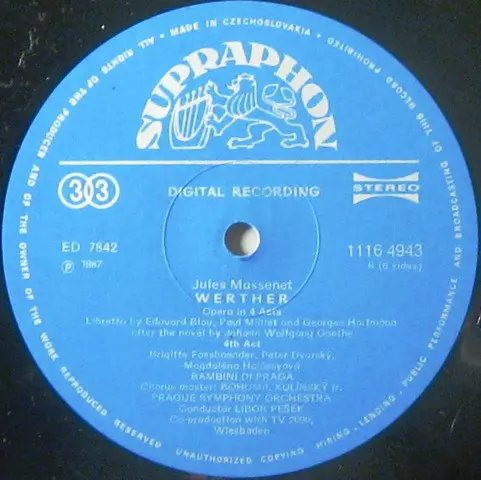 MADE IN CZECHOSLOVAKIA • ALL RIGHTS OF THE PRODUCER AND OF THE OWNER OF THE WORK REPRODUCED RESERVED • UNAUTHORIZED COPYING - HIRING - LENDING - PUBLIC PERFORMANCE AND BROADCASTING OF THIS RECORD PROHIBITED
SUPRAPHON
33
DIGITAL RECORDING
STEREO
ED 7842
1116 4943
℗ 1987
6 (6 sides)
Jules Massenet
WERTHER
Opera in 4 Acts
Libretto by Edouard Blau, Paul Milliet and Georges Hartmann
after the novel by Johann Wolfgang Goethe
4th Act
Brigitte Fassbaender, Peter Dvorský,
Magdaléna Hajóssyová
BAMBINI DI PRAGA
Chorus master: BOHUMIL KULÍNSKÝ jr.
PRAGUE SYMPHONY ORCHESTRA
Conductor LIBOR PEŠEK
Co-production with TV 2000,
Wiesbaden